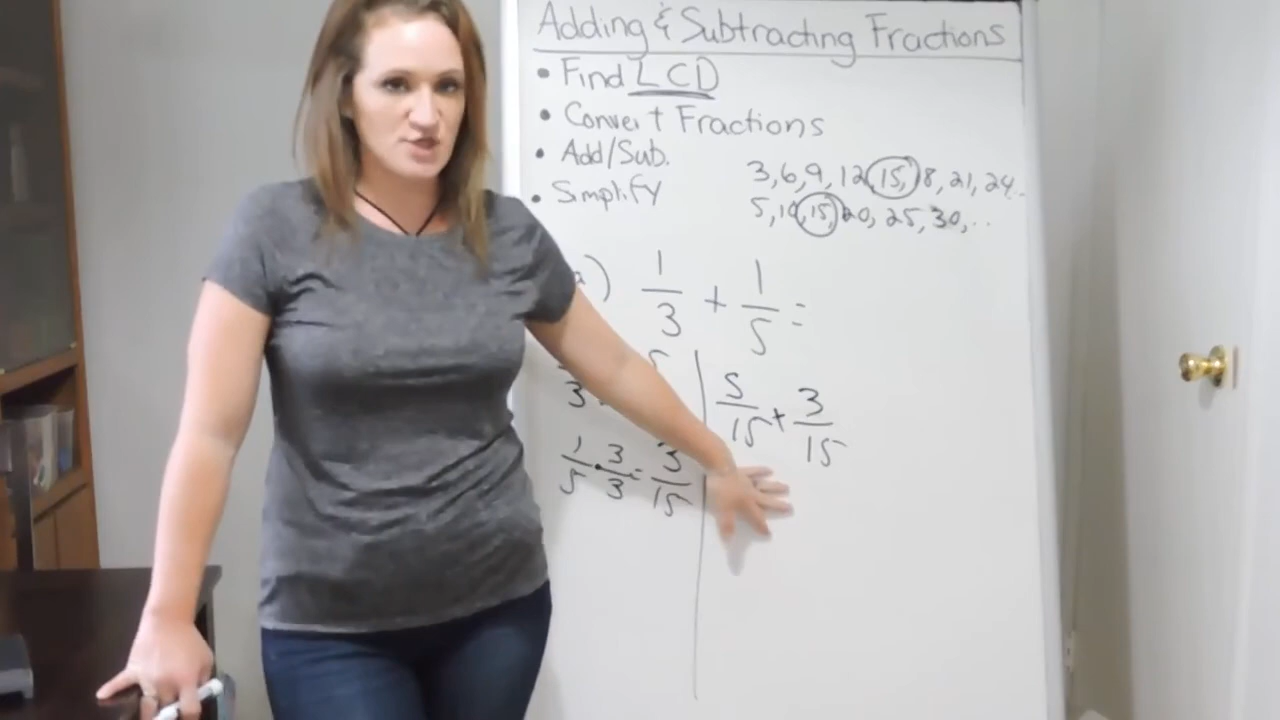 Adding & Subtracting Fractions
• Find LCD
• Convert Fractions
• Add/Sub.
• Simplify
3, 6, 9, 12, 15, 18, 21, 24, ..
5, 10, 15, 20, 25, 30, ...
a) 1/3 + 1/5 =
5/15 + 3/15
1/5 · 3/3 = 3/15